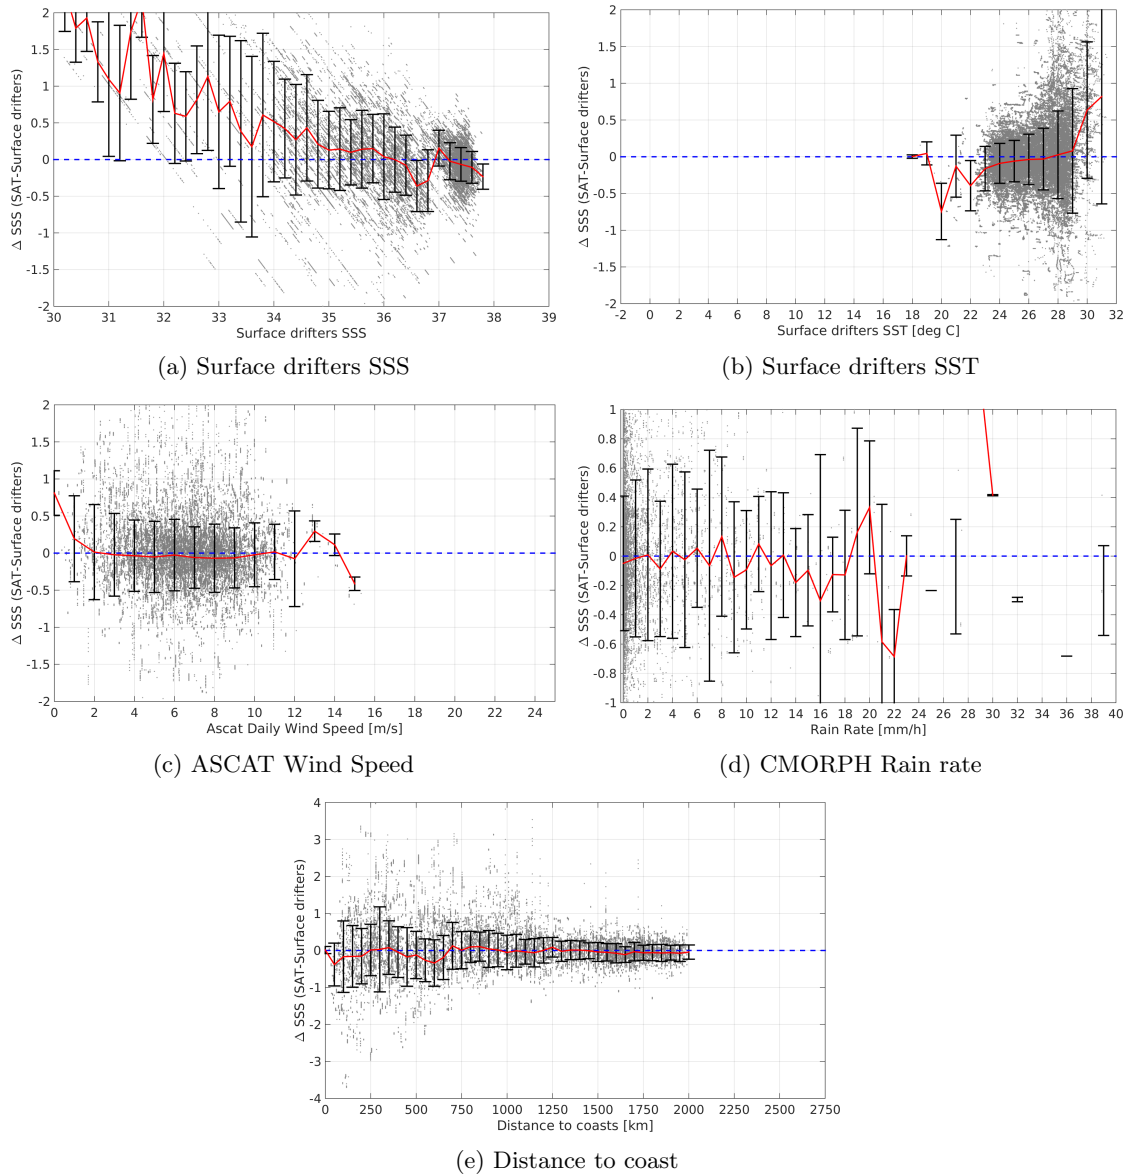 2
1.5
1
0.5
0
-0.5
-1
-1.5
-2
Δ SSS (SAT-Surface drifters)
30 31 32 33 34 35 36 37 38 39
Surface drifters SSS
(a) Surface drifters SSS
2
1.5
1
0.5
0
-0.5
-1
-1.5
-2
Δ SSS (SAT-Surface drifters)
-2 0 2 4 6 8 10 12 14 16 18 20 22 24 26 28 30 32
Surface drifters SST [deg C]
(b) Surface drifters SST
2
1.5
1
0.5
0
-0.5
-1
-1.5
-2
Δ SSS (SAT-Surface drifters)
0 2 4 6 8 10 12 14 16 18 20 22 24
Ascat Daily Wind Speed [m/s]
(c) ASCAT Wind Speed
1
0.8
0.6
0.4
0.2
0
-0.2
-0.4
-0.6
-0.8
-1
Δ SSS (SAT-Surface drifters)
0 2 4 6 8 10 12 14 16 18 20 22 24 26 28 30 32 34 36 38 40
Rain Rate [mm/h]
(d) CMORPH Rain rate
4
3
2
1
0
-1
-2
-3
-4
Δ SSS (SAT-Surface drifters)
0 250 500 750 1000 1250 1500 1750 2000 2250 2500 2750
Distance to coasts [km]
(e) Distance to coast